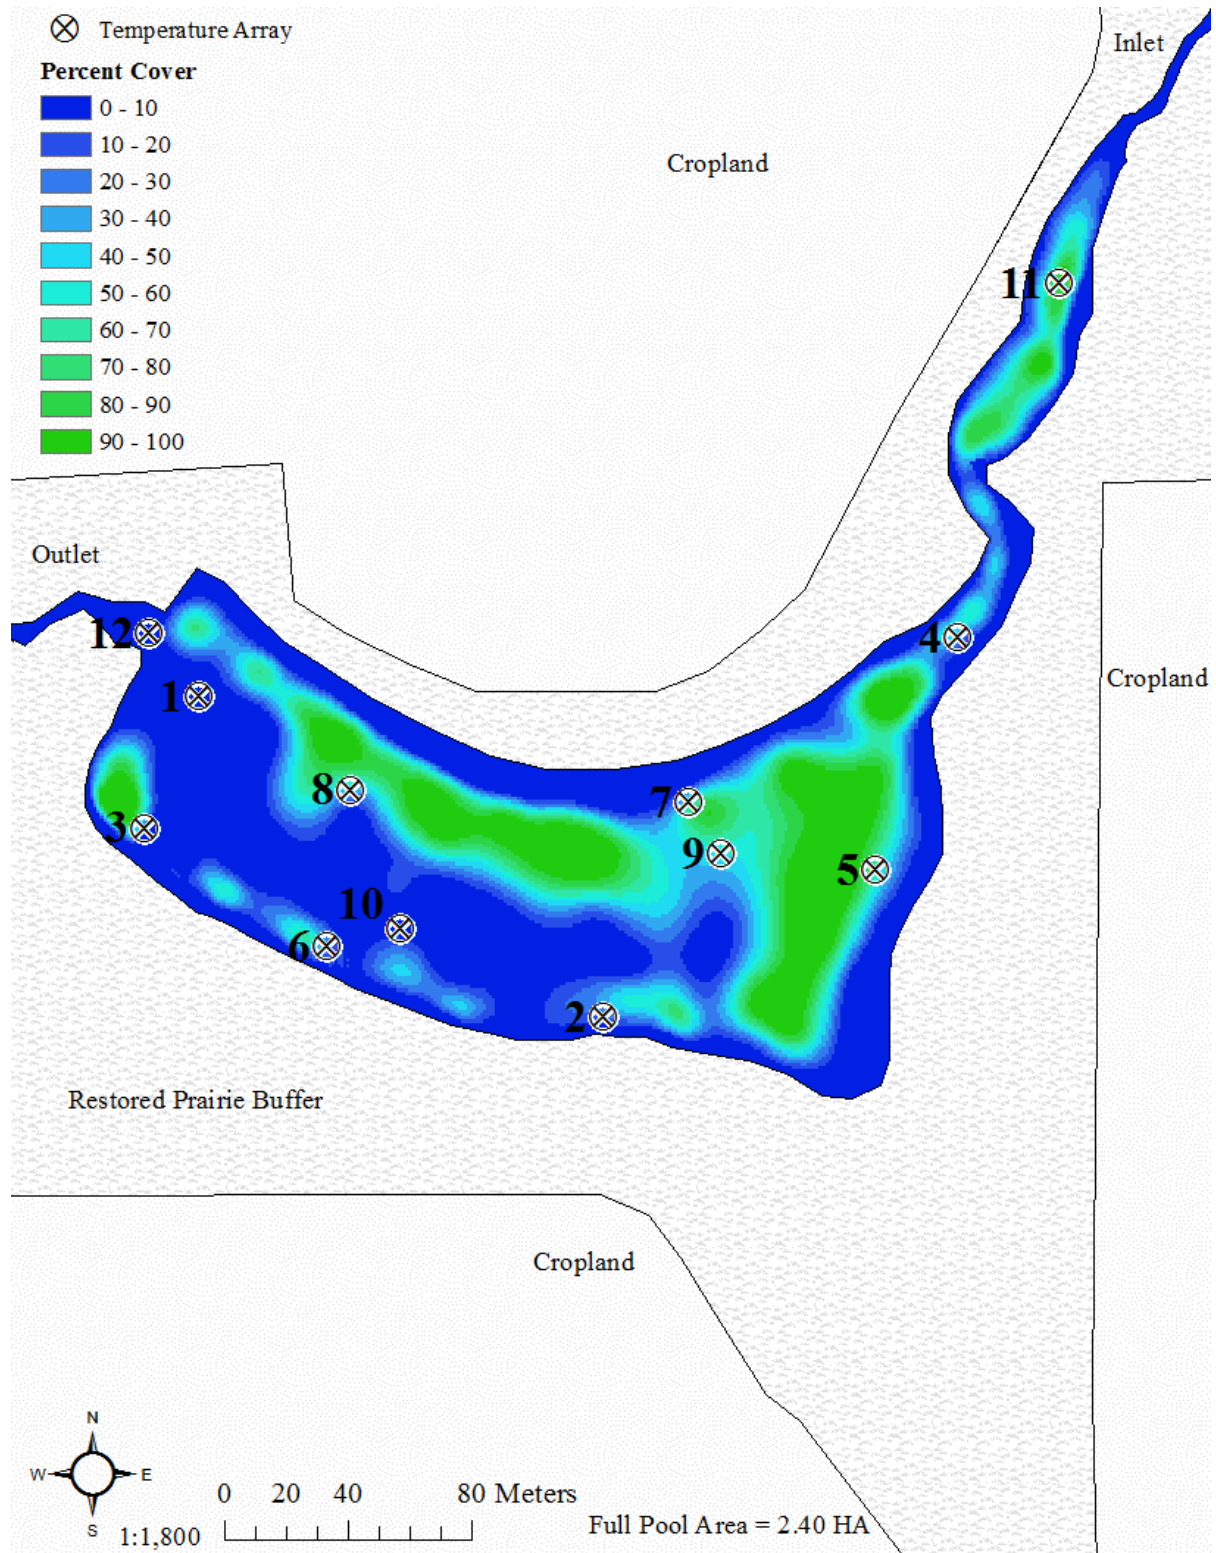 Temperature Array
Inlet
Percent Cover
0 - 10
10 - 20
20 - 30
30 - 40
40 - 50
50 - 60
60 - 70
70 - 80
80 - 90
90 - 100
Cropland
11
Outlet
12
4
1
Cropland
8
7
3
9
5
10
6
2
Restored Prairie Buffer
Cropland
N
W
E
S
0 20 40 80 Meters
1:1,800
Full Pool Area = 2.40 HA